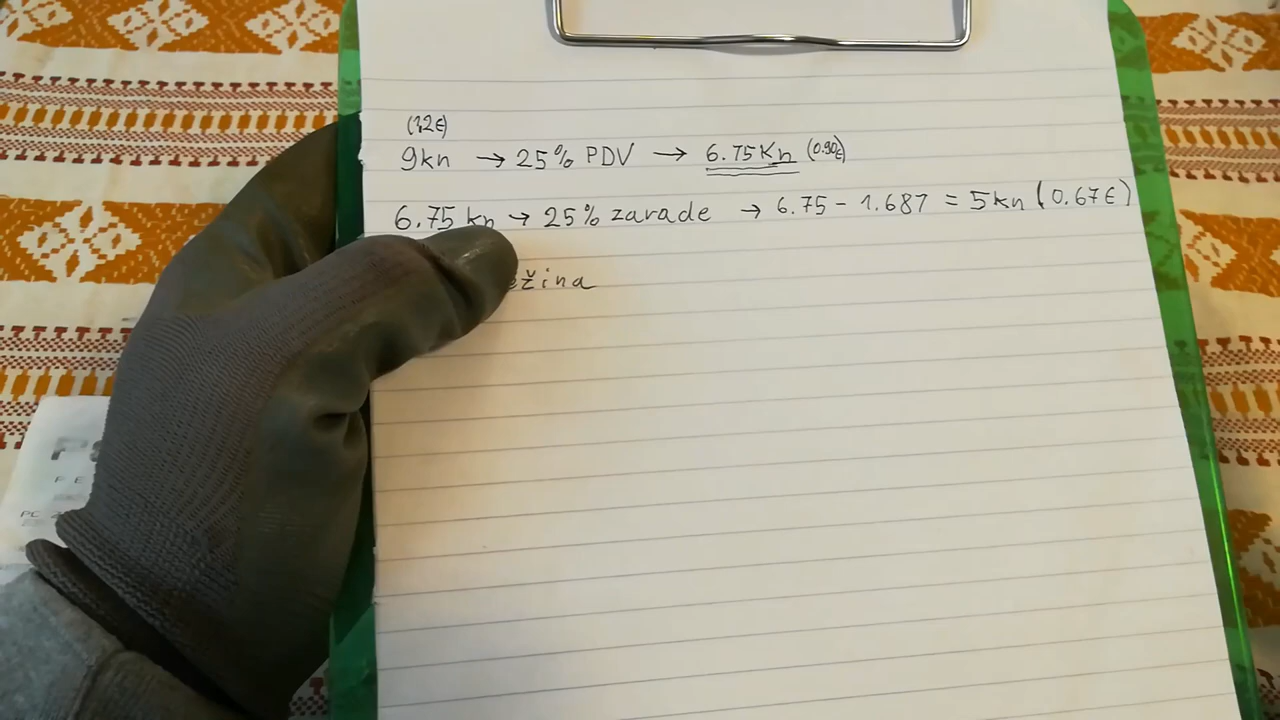 (1,2€)
9kn → 25% PDV → 6.75Kn (0.90€)
6.75 kn → 25% zarade → 6.75 - 1.687 = 5kn (0.67€)